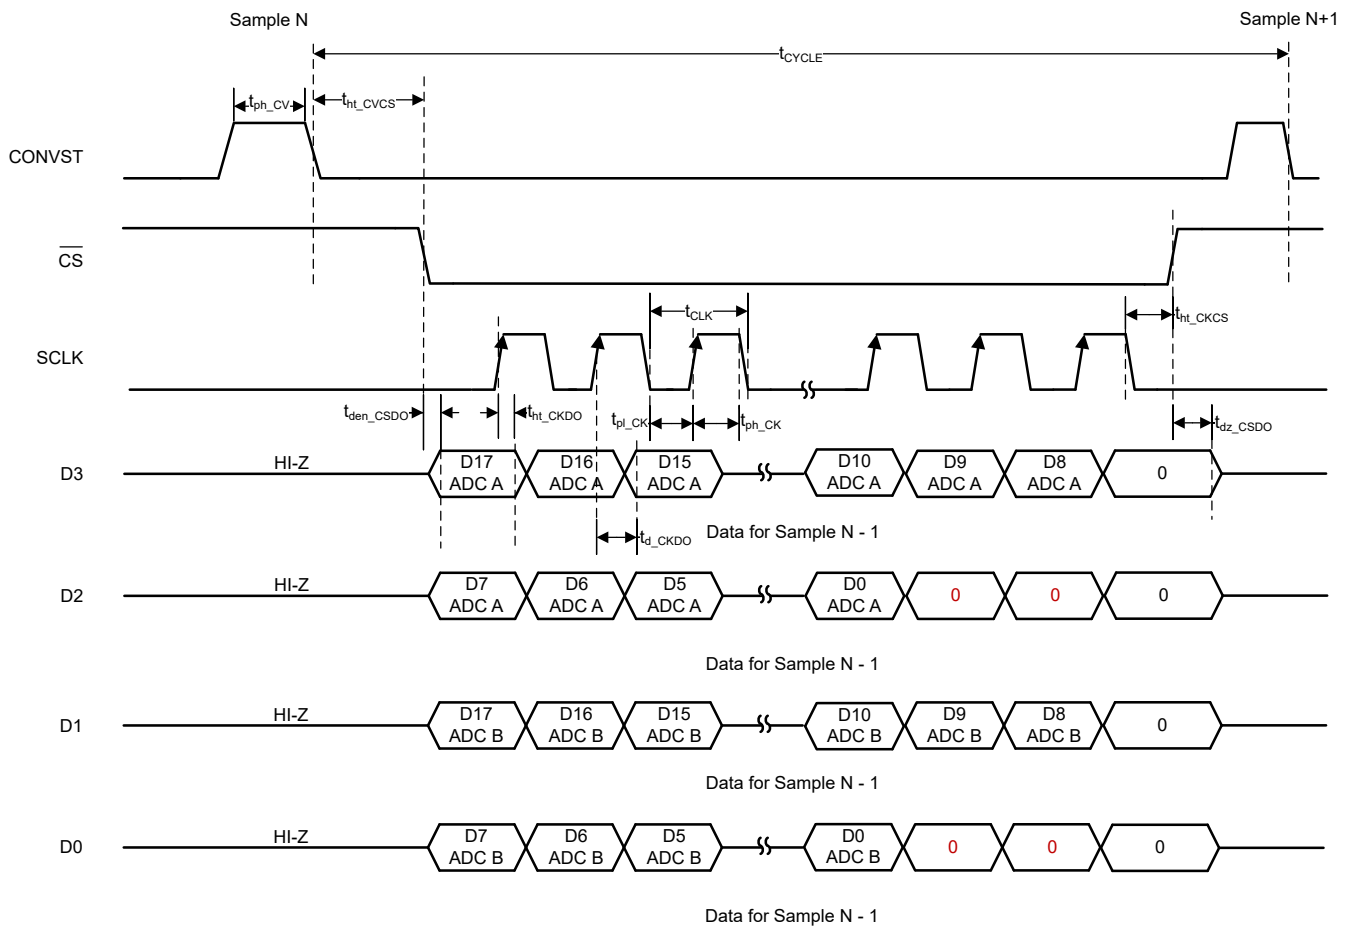 Sample N
Sample N+1
tCYCLE
tph_CV
tht_CVCS
CONVST
CS
tCLK
tht_CKCS
SCLK
tden_CSDO
tht_CKDO
tpl_CK
tph_CK
tdz_CSDO
D3
HI-Z
D17
ADC A
D16
ADC A
D15
ADC A
D10
ADC A
D9
ADC A
D8
ADC A
0
td_CKDO
Data for Sample N - 1
D2
HI-Z
D7
ADC A
D6
ADC A
D5
ADC A
D0
ADC A
0
0
0
Data for Sample N - 1
D1
HI-Z
D17
ADC B
D16
ADC B
D15
ADC B
D10
ADC B
D9
ADC B
D8
ADC B
0
Data for Sample N - 1
D0
HI-Z
D7
ADC B
D6
ADC B
D5
ADC B
D0
ADC B
0
0
0
Data for Sample N - 1